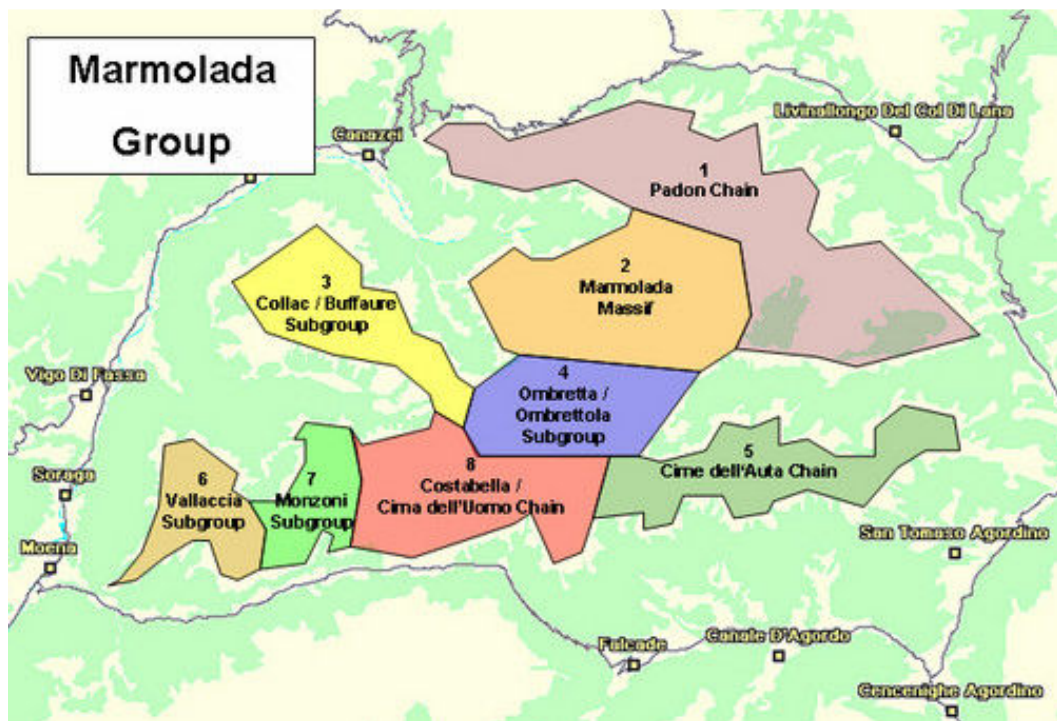 Marmolada
Group
Canazei
Livinallongo Del Col Di Lana
1
Padon Chain
2
Marmolada
Massif
3
Collac / Buffaure
Subgroup
Vigo Di Fassa
4
Ombretta /
Ombrettola
Subgroup
5
Cime dell'Auta Chain
6
Vallaccia
Subgroup
7
Monzoni
Subgroup
8
Costabella /
Cima dell'Uomo Chain
Soraga
Moena
San Tomaso Agordino
Falcade
Canale D'Agordo
Cencenighe Agordino